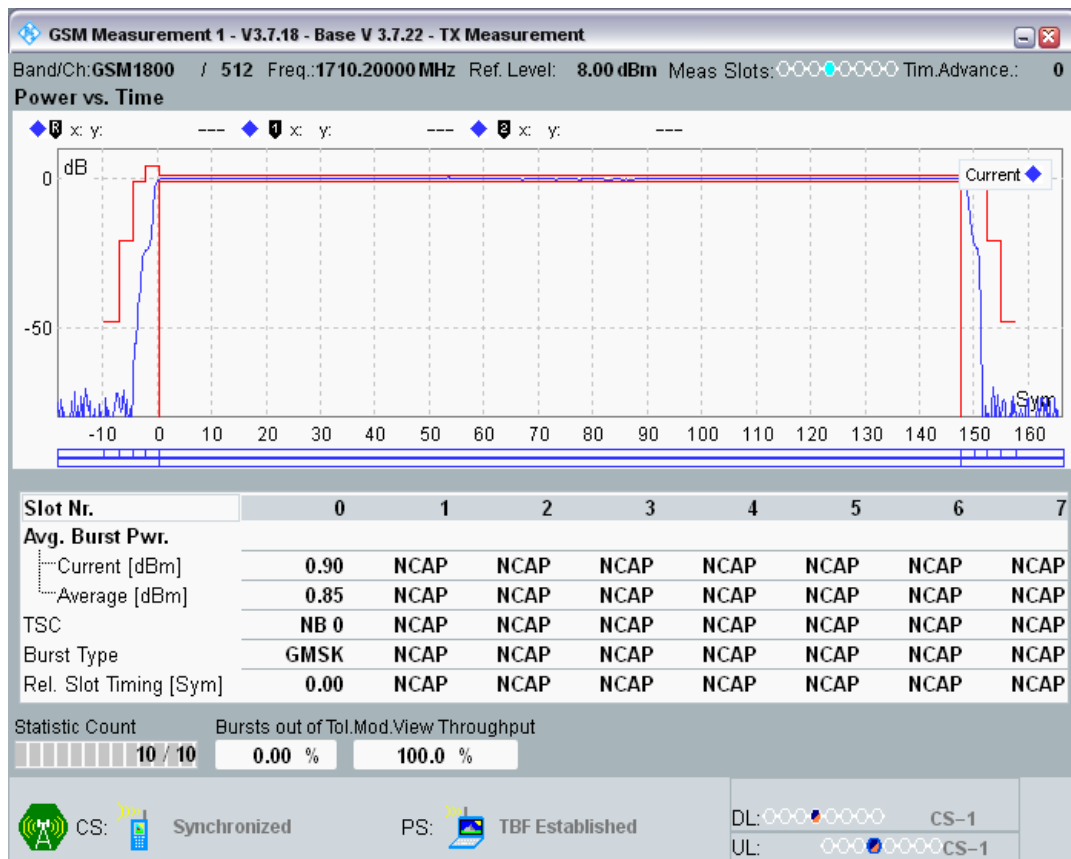 GSM Measurement 1 - V3.7.18 - Base V 3.7.22 - TX Measurement
Band/Ch:GSM1800 / 512 Freq.:1710.20000 MHz Ref. Level: 8.00 dBm Meas Slots: Tim.Advance.: 0
Power vs. Time
R x: y: --- 1 x: y: --- 2 x: y: ---
dB
0
Current
-50
Sym
-10 0 10 20 30 40 50 60 70 80 90 100 110 120 130 140 150 160
Slot Nr. 0 1 2 3 4 5 6 7
Avg. Burst Pwr.
Current [dBm] 0.90 NCAP NCAP NCAP NCAP NCAP NCAP NCAP
Average [dBm] 0.85 NCAP NCAP NCAP NCAP NCAP NCAP NCAP
TSC NB 0 NCAP NCAP NCAP NCAP NCAP NCAP NCAP
Burst Type GMSK NCAP NCAP NCAP NCAP NCAP NCAP NCAP
Rel. Slot Timing [Sym] 0.00 NCAP NCAP NCAP NCAP NCAP NCAP NCAP
Statistic Count Bursts out of Tol.Mod.View Throughput
10 / 10 0.00 % 100.0 %
CS: Synchronized PS: TBF Established
DL: CS-1
UL: CS-1